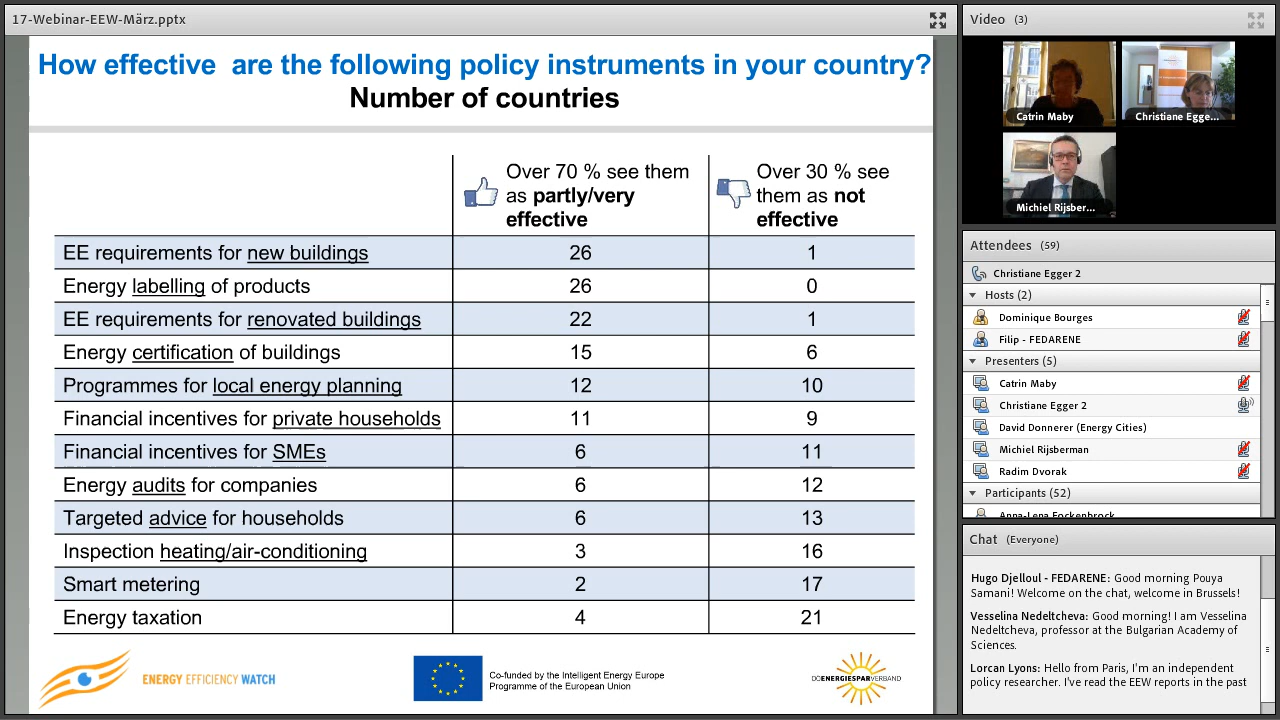 17-Webinar-EEW-März.pptx
How effective are the following policy instruments in your country?
Number of countries
Over 70 % see them
as partly/very
effective
Over 30 % see
them as not
effective
EE requirements for new buildings 26 1
Energy labelling of products 26 0
EE requirements for renovated buildings 22 1
Energy certification of buildings 15 6
Programmes for local energy planning 12 10
Financial incentives for private households 11 9
Financial incentives for SMEs 6 11
Energy audits for companies 6 12
Targeted advice for households 6 13
Inspection heating/air-conditioning 3 16
Smart metering 2 17
Energy taxation 4 21
ENERGY EFFICIENCY WATCH
Co-funded by the Intelligent Energy Europe
Programme of the European Union
OÖENERGIESPARVERBAND
Video (3)
Catrin Maby
Christiane Egge...
Michiel Rijsber...
Attendees (59)
Christiane Egger 2
Hosts (2)
Dominique Bourges
Filip - FEDARENE
Presenters (5)
Catrin Maby
Christiane Egger 2
David Donnerer (Energy Cities)
Michiel Rijsberman
Radim Dvorak
Participants (52)
Anna-Lena Fockenbrock
Chat (Everyone)
Hugo Djelloul - FEDARENE: Good morning Pouya
Samani! Welcome on the chat, welcome in Brussels!
Vesselina Nedeltcheva: Good morning! I am Vesselina
Nedeltcheva, professor at the Bulgarian Academy of
Sciences.
Lorcan Lyons: Hello from Paris, I'm an independent
policy researcher. I've read the EEW reports in the past